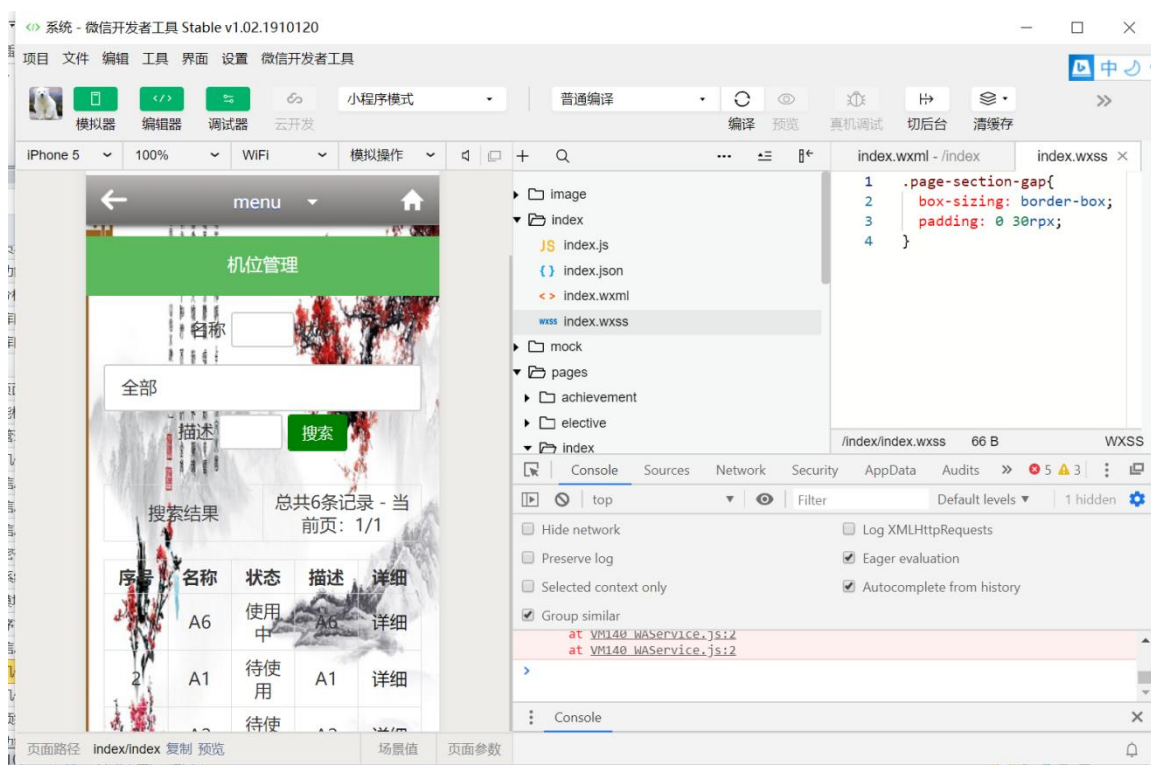 系统 - 微信开发者工具 Stable v1.02.1910120
项目 文件 编辑 工具 界面 设置 微信开发者工具
中
模拟器 编辑器 调试器 云开发
小程序模式
普通编译
编译 预览 真机调试 切后台 清缓存
iPhone 5 100% WiFi 模拟操作
menu
机位管理
名称
全部
描述 搜索
搜索结果 总共6条记录 - 当
前页: 1/1
序号 名称 状态 描述 详细
A6 使用中 A6 详细
2 A1 待使用 A1 详细
待使
image
index
JS index.js
{ } index.json
< > index.wxml
wxss index.wxss
mock
pages
achievement
elective
index
index.wxml - /index index.wxss
1 .page-section-gap{
2 box-sizing: border-box;
3 padding: 0 30rpx;
4 }
/index/index.wxss 66 B WXSS
Console Sources Network Security AppData Audits » 5 3
top Filter Default levels ▼ 1 hidden
Hide network Log XMLHttpRequests
Preserve log Eager evaluation
Selected context only Autocomplete from history
Group similar
at VM140 WAService.js:2
at VM140 WAService.js:2
Console
页面路径 index/index 复制 预览 场景值 页面参数